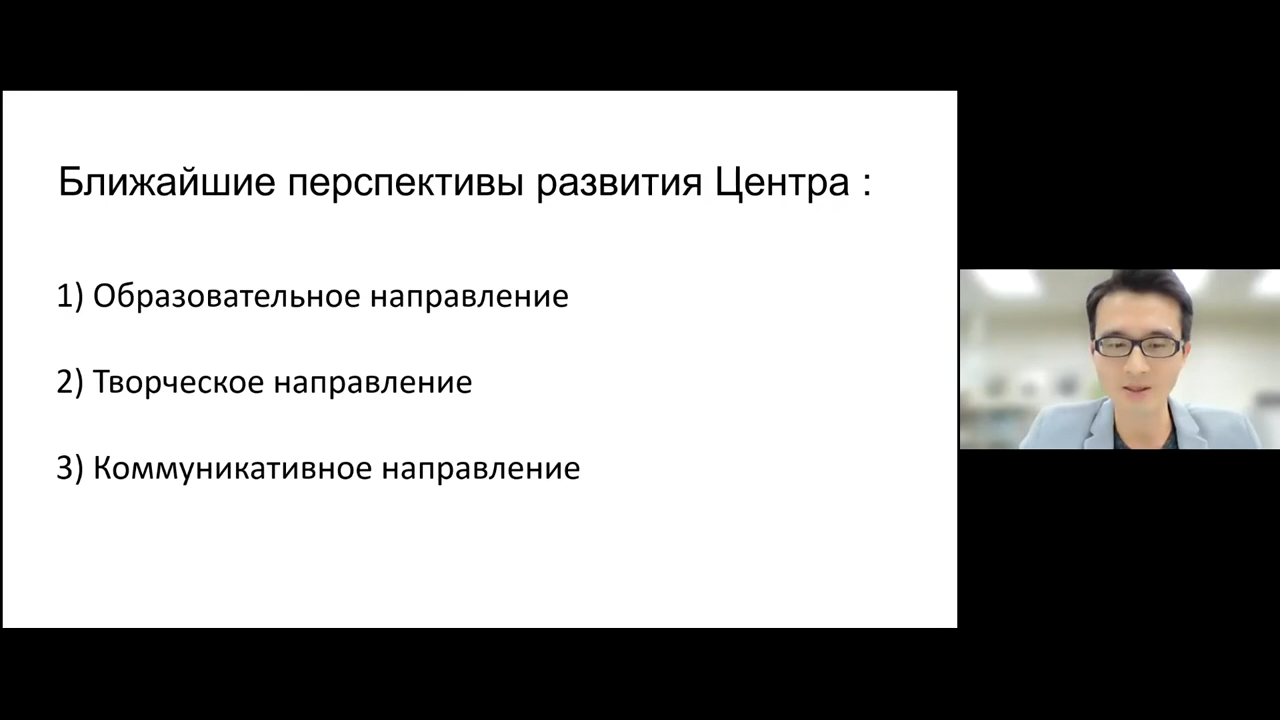 Ближайшие перспективы развития Центра :
1) Образовательное направление
2) Творческое направление
3) Коммуникативное направление